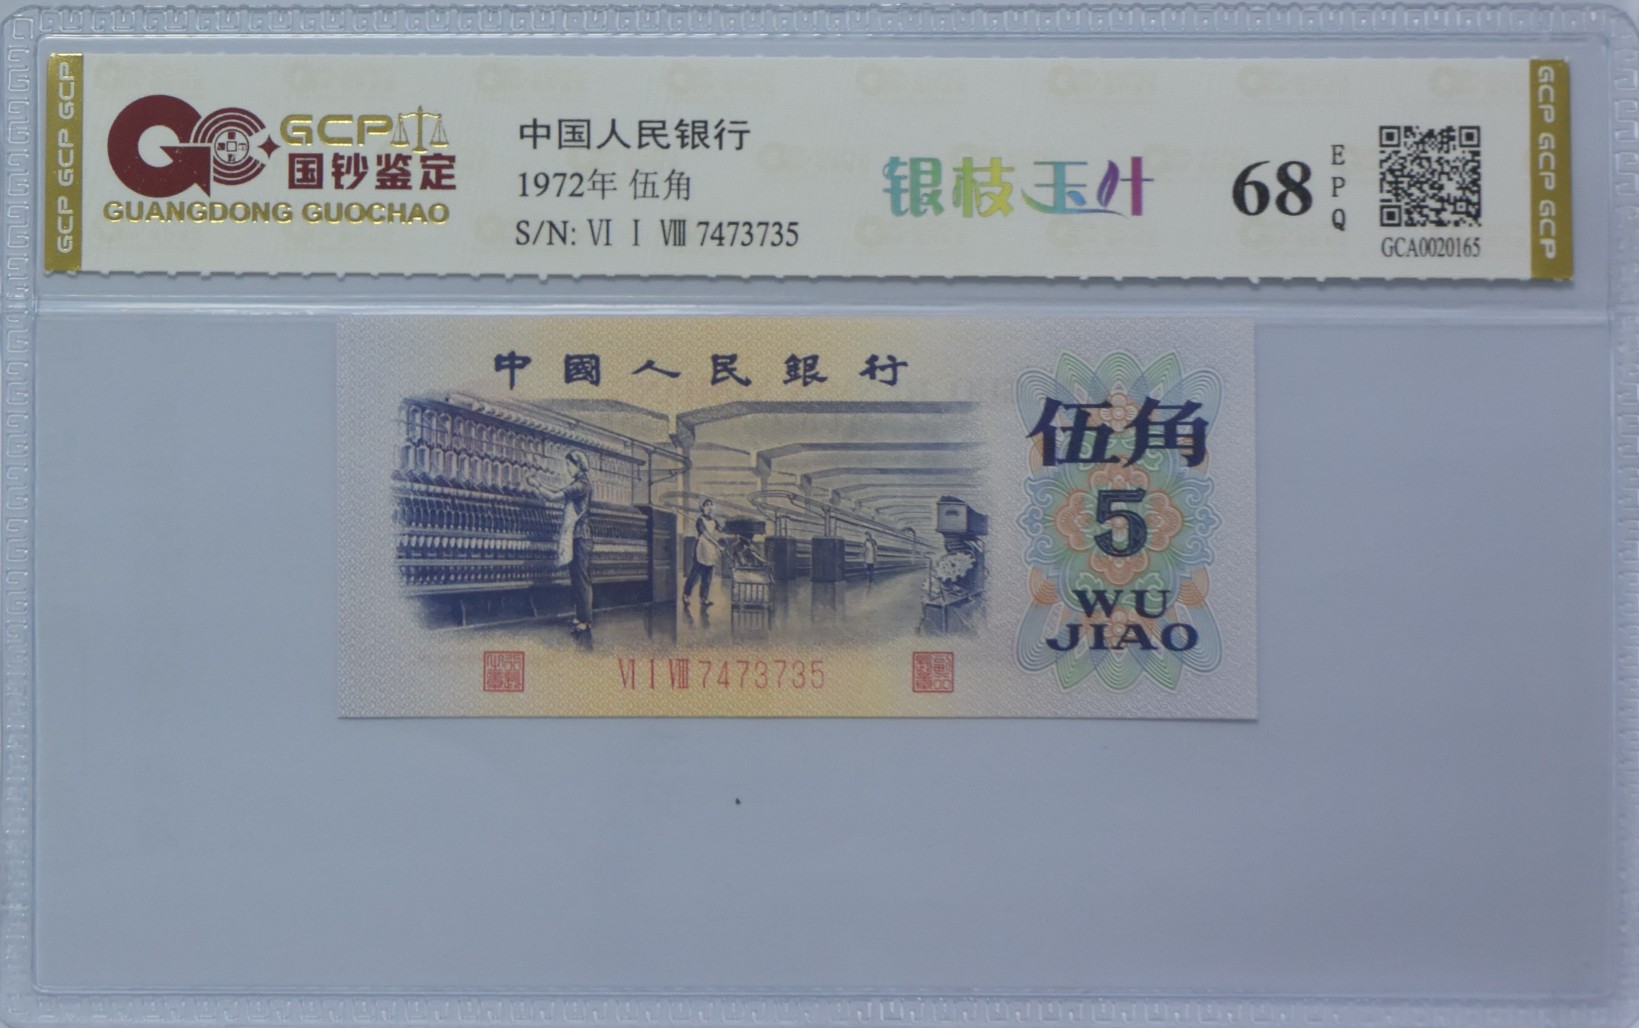 GCP
国钞鉴定
GUANGDONG GUOCHAO
中国人民银行
1972年 伍角
S/N: Ⅵ Ⅰ Ⅷ 7473735
银枝玉叶
68
EPQ
GCA0020165
GCP GCP GCP
GCP GCP GCP
中國人民銀行
伍角
5
WU
JIAO
Ⅵ Ⅰ Ⅷ 7473735